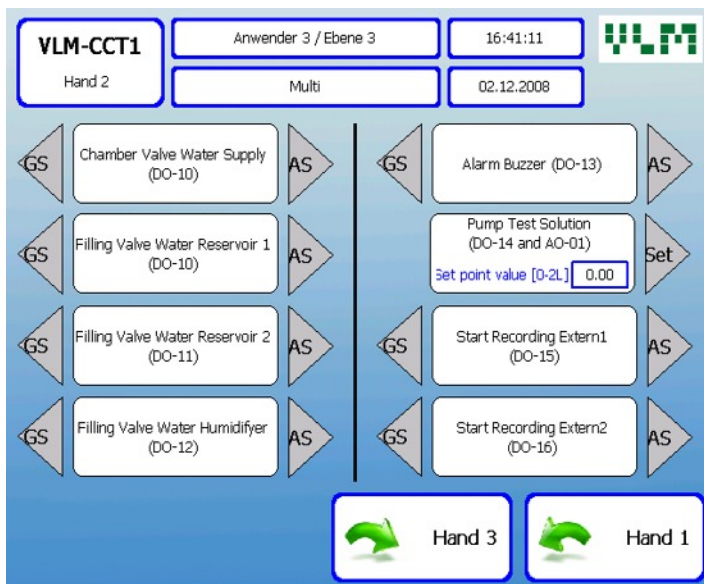 VLM-CCT1
Hand 2
Anwender 3 / Ebene 3
16:41:11
Multi
02.12.2008
VLM
GS
Chamber Valve Water Supply
(DO-10)
AS
GS
Filling Valve Water Reservoir 1
(DO-10)
AS
GS
Filling Valve Water Reservoir 2
(DO-11)
AS
GS
Filling Valve Water Humidifyer
(DO-12)
AS
GS
Alarm Buzzer (DO-13)
AS
Pump Test Solution
(DO-14 and AO-01)
Set point value [0-2L] 0.00
Set
GS
Start Recording Extern1
(DO-15)
AS
GS
Start Recording Extern2
(DO-16)
AS
Hand 3
Hand 1